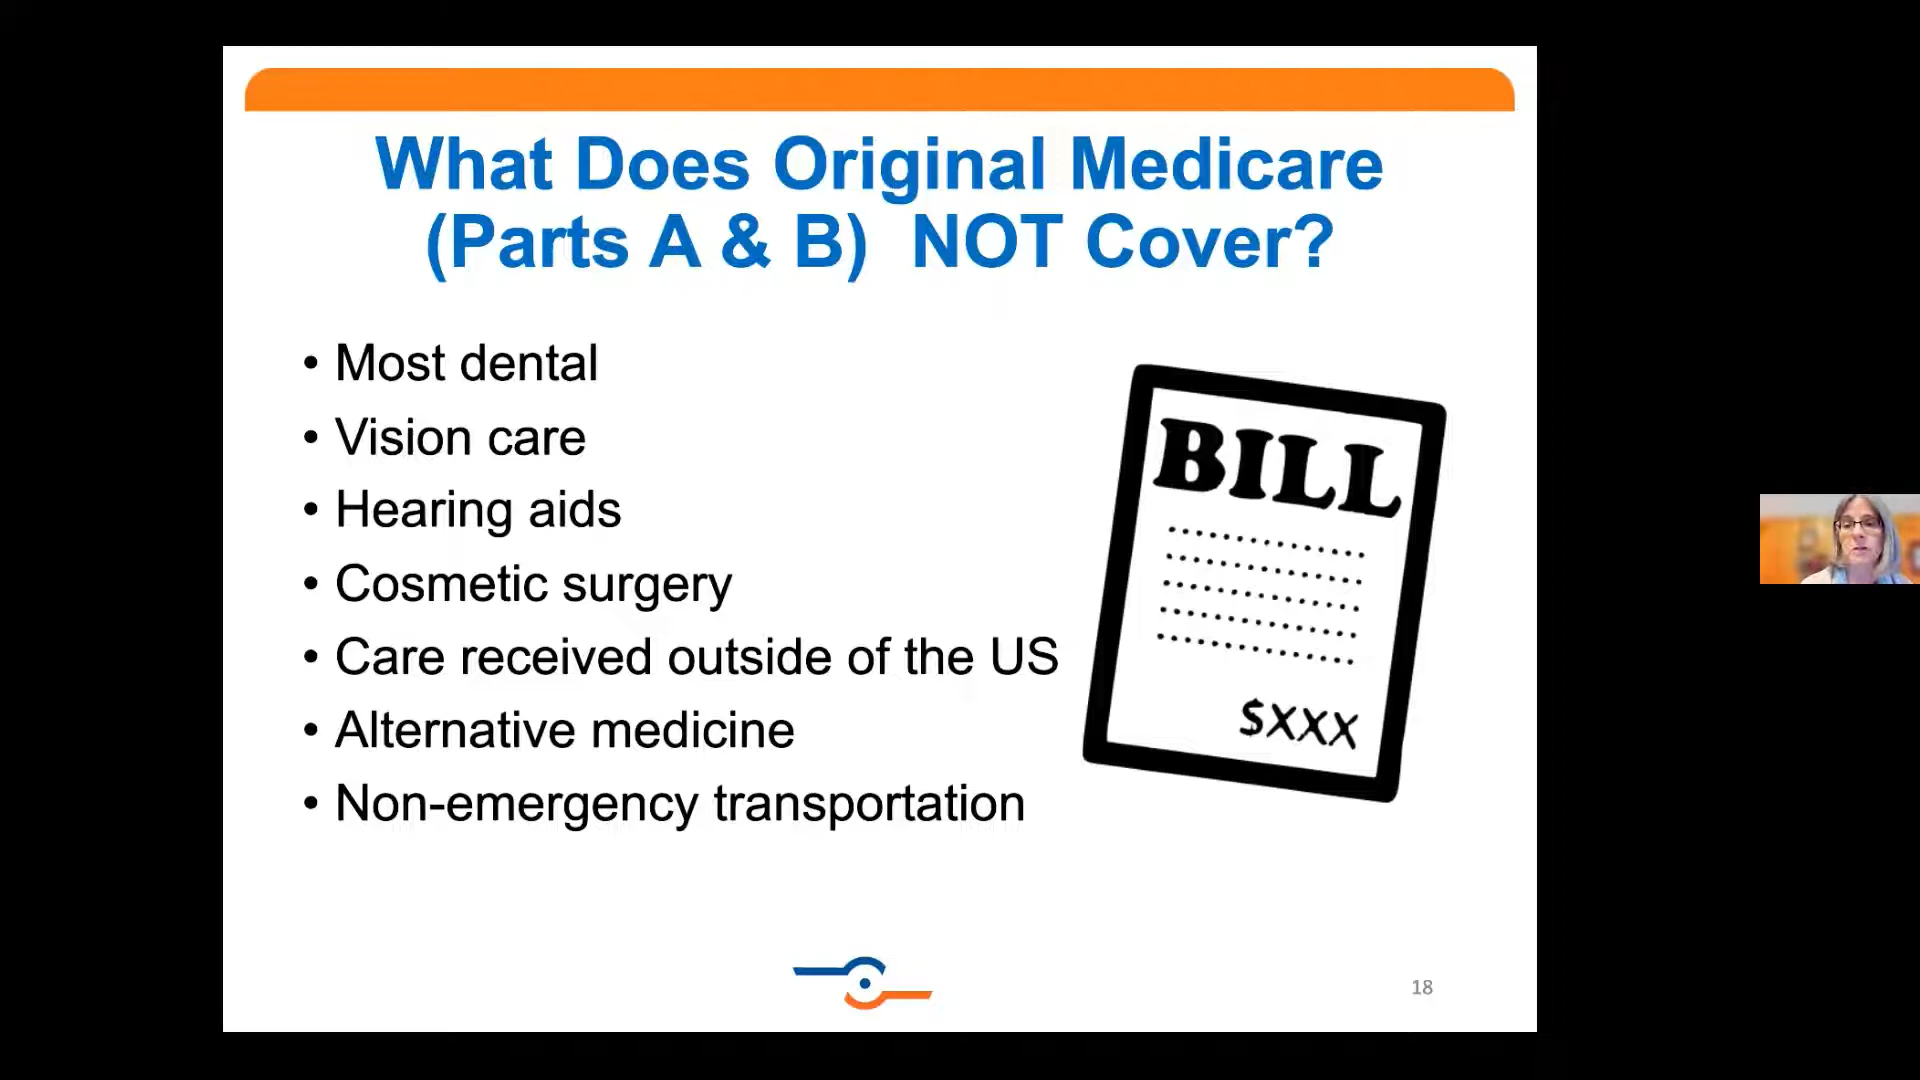 What Does Original Medicare
(Parts A & B) NOT Cover?
• Most dental
• Vision care
• Hearing aids
• Cosmetic surgery
• Care received outside of the US
• Alternative medicine
• Non-emergency transportation
BILL
$XXX
18